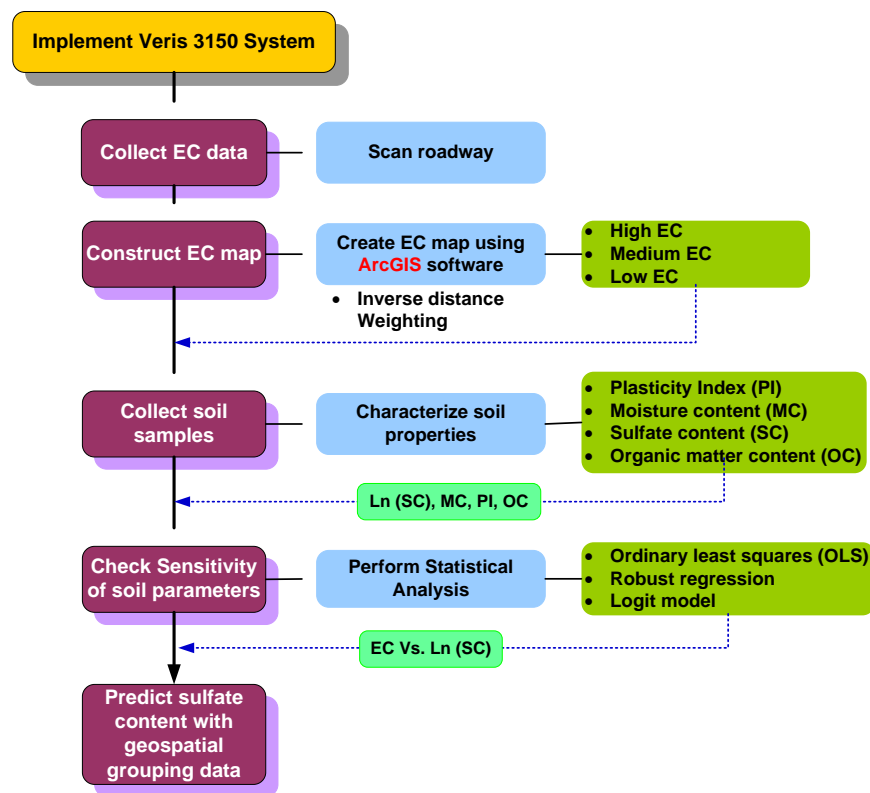 Implement Veris 3150 System
Collect EC data
Scan roadway
Construct EC map
Create EC map using
ArcGIS software
• Inverse distance
Weighting
• High EC
• Medium EC
• Low EC
Collect soil
samples
Characterize soil
properties
• Plasticity Index (PI)
• Moisture content (MC)
• Sulfate content (SC)
• Organic matter content (OC)
Ln (SC), MC, PI, OC
Check Sensitivity
of soil parameters
Perform Statistical
Analysis
• Ordinary least squares (OLS)
• Robust regression
• Logit model
EC Vs. Ln (SC)
Predict sulfate
content with
geospatial
grouping data